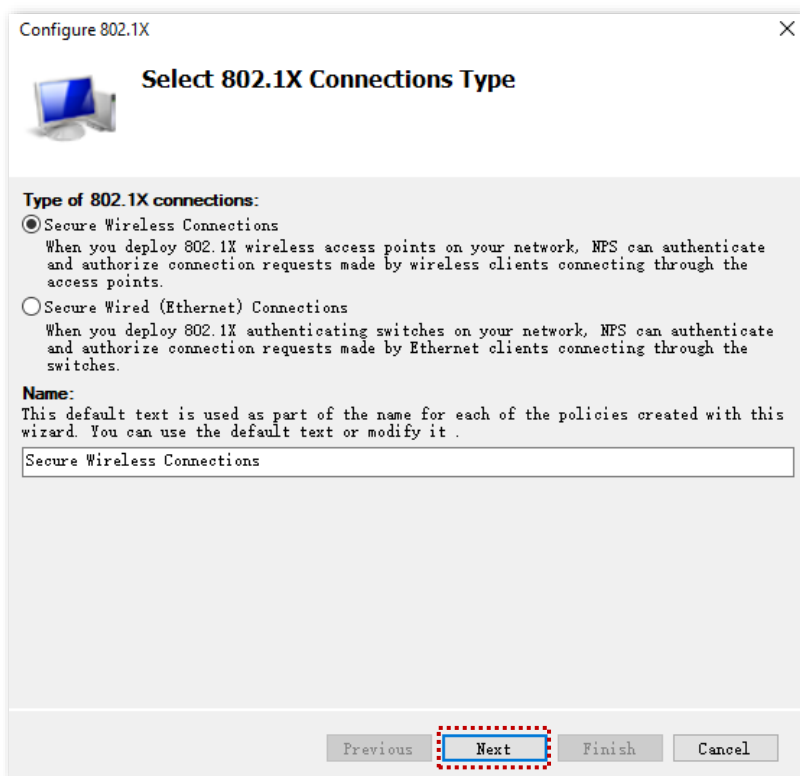 Configure 802.1X
Select 802.1X Connections Type
Type of 802.1X connections:
Secure Wireless Connections
When you deploy 802.1X wireless access points on your network, NPS can authenticate
and authorize connection requests made by wireless clients connecting through the
access points.
Secure Wired (Ethernet) Connections
When you deploy 802.1X authenticating switches on your network, NPS can authenticate
and authorize connection requests made by Ethernet clients connecting through the
switches.
Name:
This default text is used as part of the name for each of the policies created with this
wizard. You can use the default text or modify it .
Secure Wireless Connections
Previous Next Finish Cancel